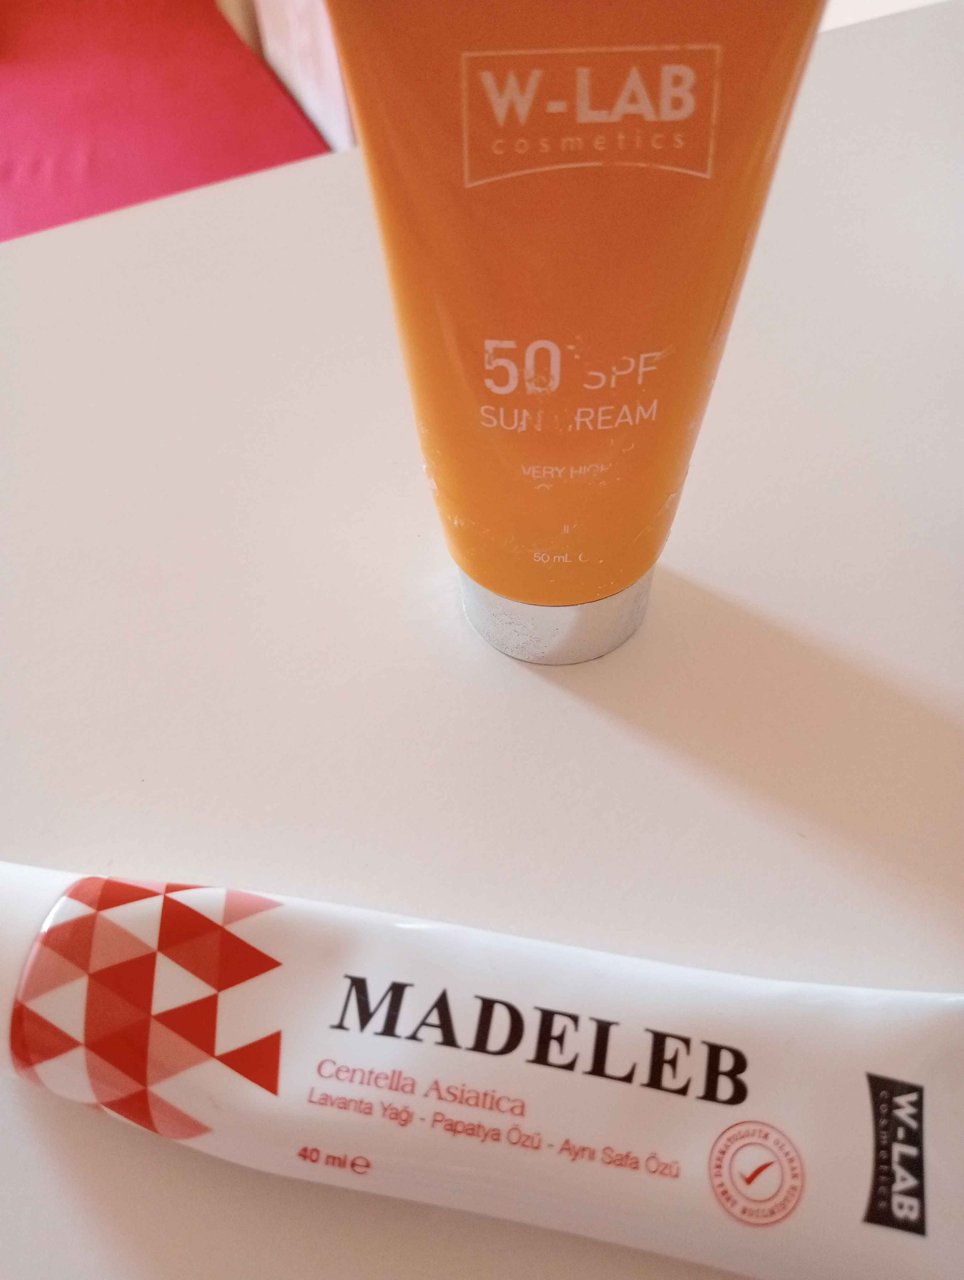 W-LAB
cosmetics
50+ SPF
SUN CREAM
VERY HIGH
50 mL
MADELEB
Centella Asiatica
Lavanta Yağı - Papatya Özü - Aynı Safa Özü
40 ml ℮
W-LAB
cosmetics